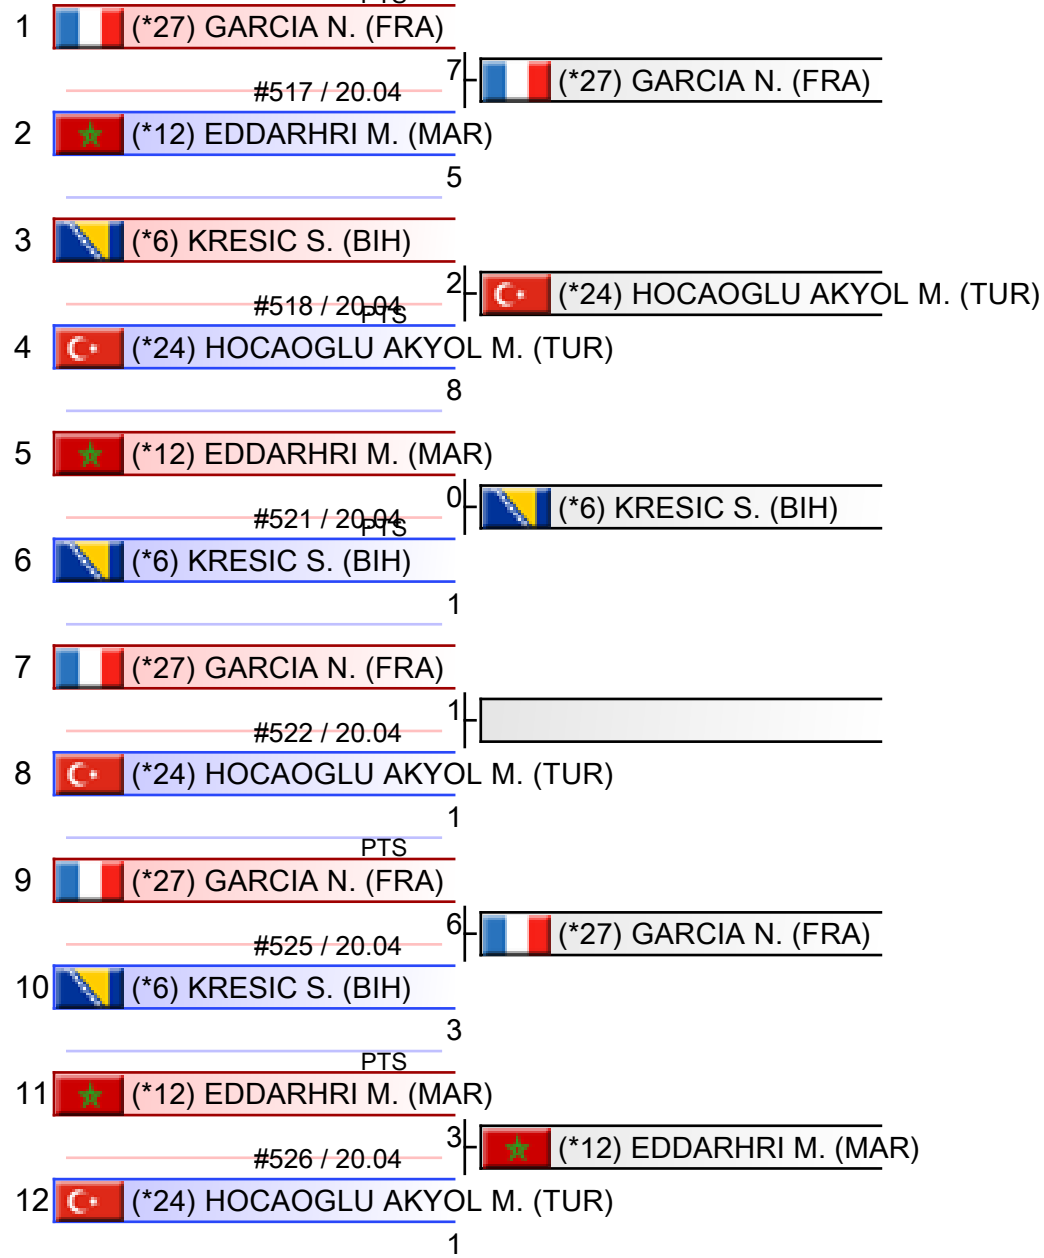 PTS
1 (*27) GARCIA N. (FRA)
7 (*27) GARCIA N. (FRA)
#517 / 20.04
2 (*12) EDDARHRI M. (MAR)
5
3 (*6) KRESIC S. (BIH)
2 (*24) HOCAOGLU AKYOL M. (TUR)
#518 / 20.04
PTS
4 (*24) HOCAOGLU AKYOL M. (TUR)
8
5 (*12) EDDARHRI M. (MAR)
0 (*6) KRESIC S. (BIH)
#521 / 20.04
PTS
6 (*6) KRESIC S. (BIH)
1
7 (*27) GARCIA N. (FRA)
1
#522 / 20.04
8 (*24) HOCAOGLU AKYOL M. (TUR)
1
PTS
9 (*27) GARCIA N. (FRA)
6 (*27) GARCIA N. (FRA)
#525 / 20.04
10 (*6) KRESIC S. (BIH)
3
PTS
11 (*12) EDDARHRI M. (MAR)
3 (*12) EDDARHRI M. (MAR)
#526 / 20.04
12 (*24) HOCAOGLU AKYOL M. (TUR)
1